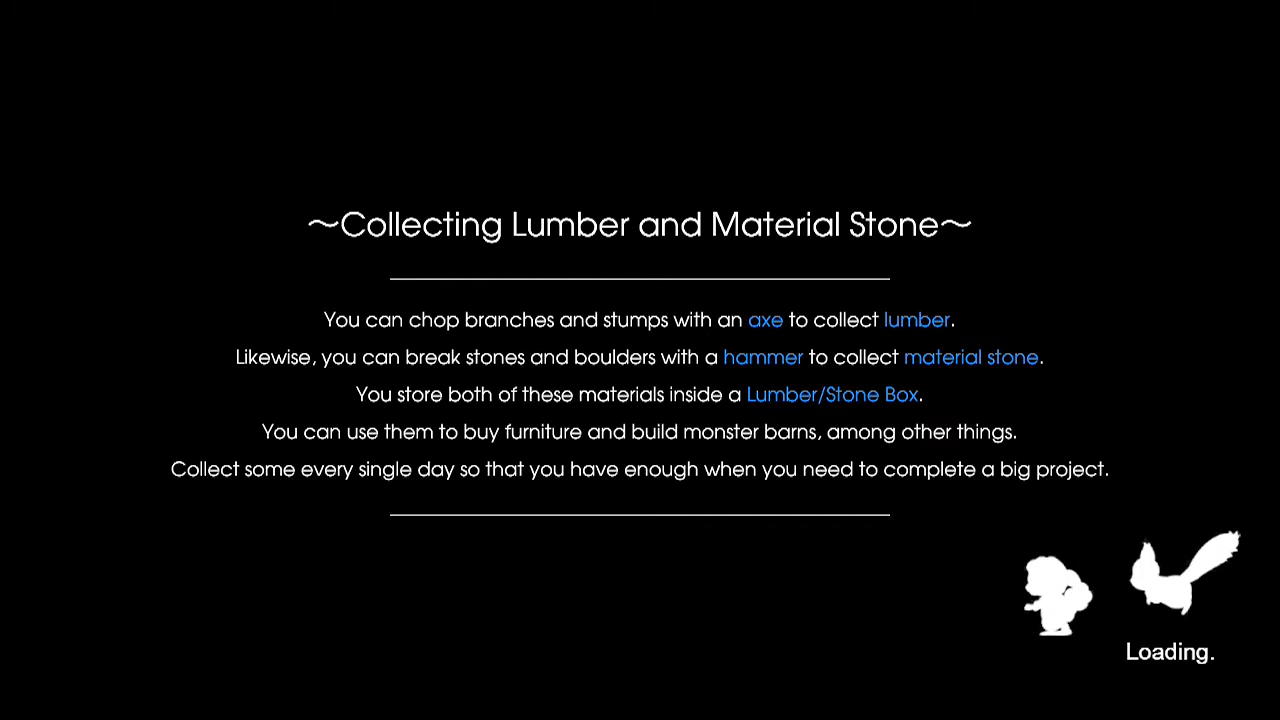 ～Collecting Lumber and Material Stone～
You can chop branches and stumps with an axe to collect lumber.
Likewise, you can break stones and boulders with a hammer to collect material stone.
You store both of these materials inside a Lumber/Stone Box.
You can use them to buy furniture and build monster barns, among other things.
Collect some every single day so that you have enough when you need to complete a big project.
Loading.